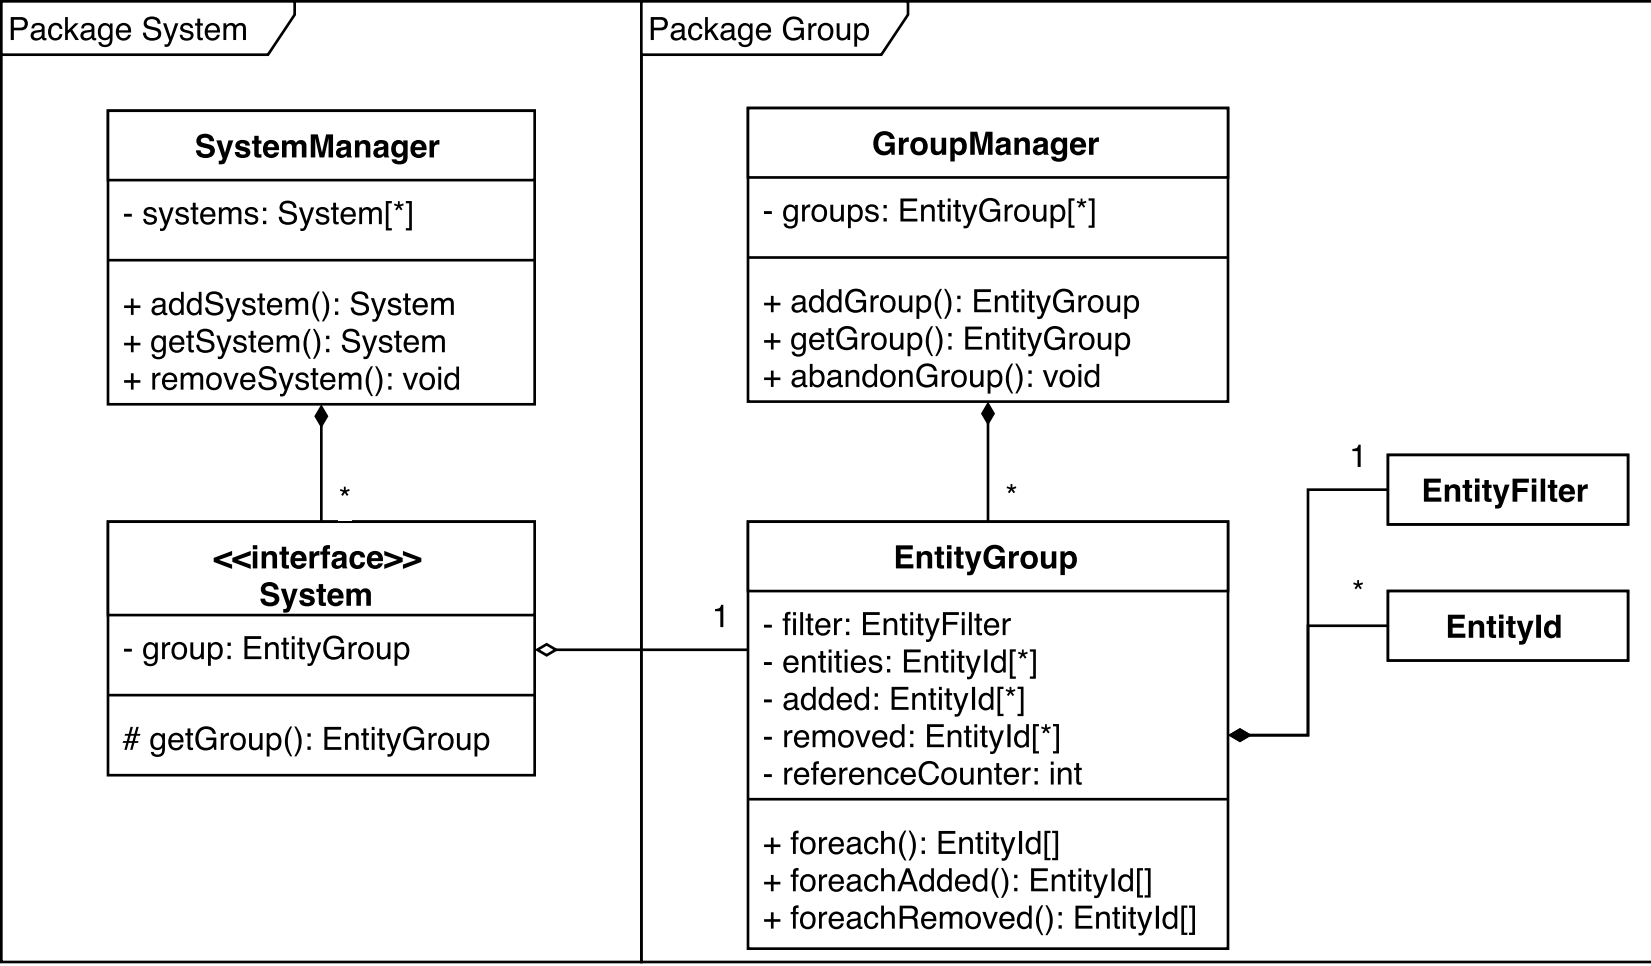 Package System
SystemManager
- systems: System[*]
+ addSystem(): System
+ getSystem(): System
+ removeSystem(): void
*
<<interface>>
System
- group: EntityGroup
# getGroup(): EntityGroup
1
Package Group
GroupManager
- groups: EntityGroup[*]
+ addGroup(): EntityGroup
+ getGroup(): EntityGroup
+ abandonGroup(): void
*
EntityGroup
- filter: EntityFilter
- entities: EntityId[*]
- added: EntityId[*]
- removed: EntityId[*]
- referenceCounter: int
+ foreach(): EntityId[]
+ foreachAdded(): EntityId[]
+ foreachRemoved(): EntityId[]
1
EntityFilter
*
EntityId